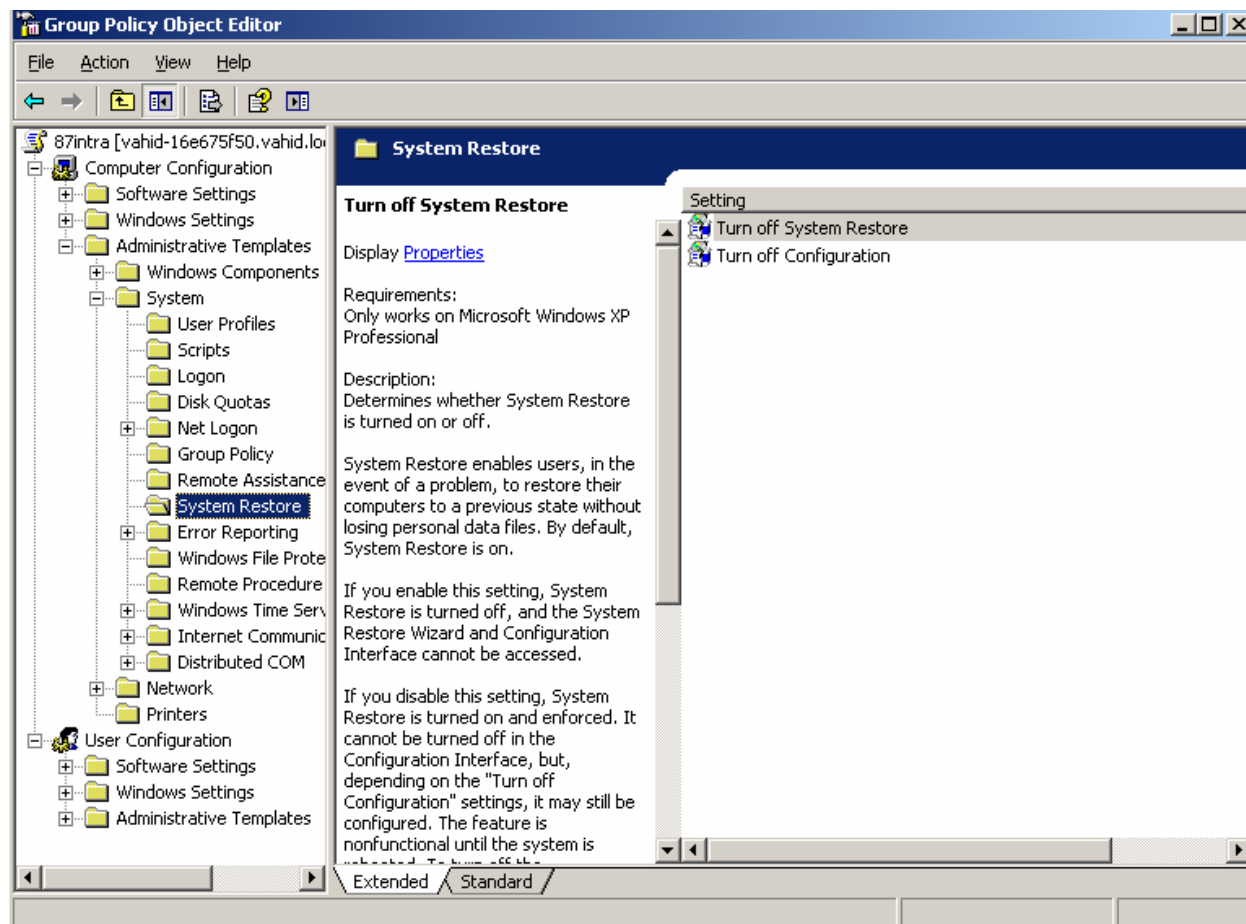 Group Policy Object Editor
File Action View Help
87intra [vahid-16e675f50.vahid.lo
Computer Configuration
Software Settings
Windows Settings
Administrative Templates
Windows Components
System
User Profiles
Scripts
Logon
Disk Quotas
Net Logon
Group Policy
Remote Assistance
System Restore
Error Reporting
Windows File Prote
Remote Procedure
Windows Time Serv
Internet Communic
Distributed COM
Network
Printers
User Configuration
Software Settings
Windows Settings
Administrative Templates
System Restore
Turn off System Restore
Display Properties
Requirements:
Only works on Microsoft Windows XP
Professional
Description:
Determines whether System Restore
is turned on or off.
System Restore enables users, in the
event of a problem, to restore their
computers to a previous state without
losing personal data files. By default,
System Restore is on.
If you enable this setting, System
Restore is turned off, and the System
Restore Wizard and Configuration
Interface cannot be accessed.
If you disable this setting, System
Restore is turned on and enforced. It
cannot be turned off in the
Configuration Interface, but,
depending on the "Turn off
Configuration" settings, it may still be
configured. The feature is
nonfunctional until the system is
Setting
Turn off System Restore
Turn off Configuration
Extended Standard